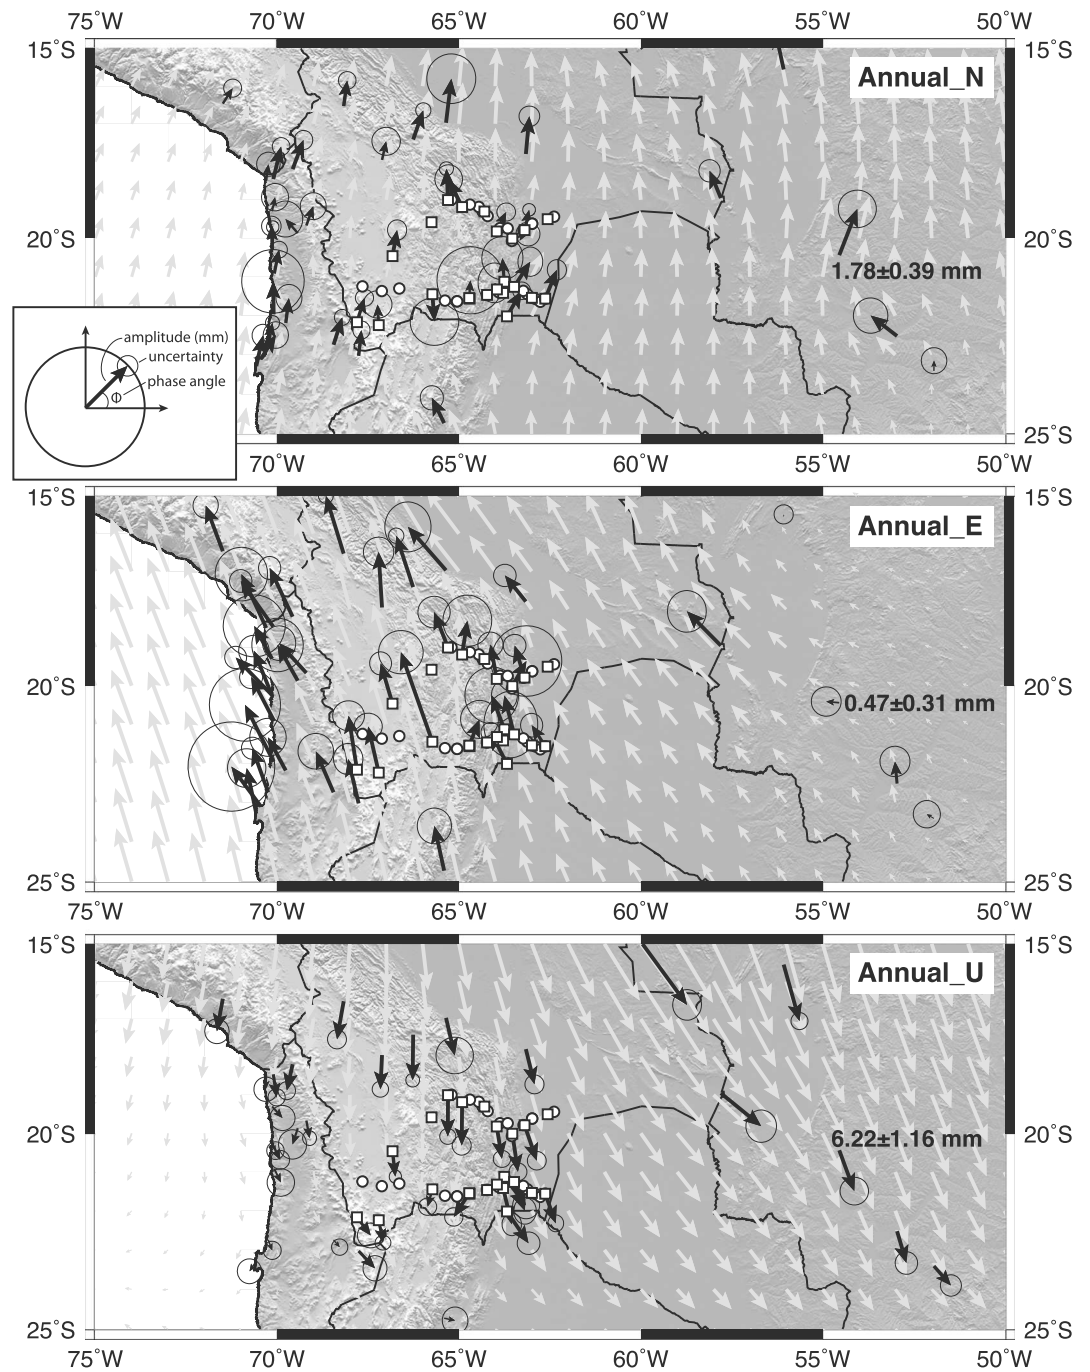 75˚W 70˚W 65˚W 60˚W 55˚W 50˚W
15˚S 15˚S
Annual_N
20˚S 20˚S
1.78±0.39 mm
amplitude (mm)
uncertainty
phase angle
Φ
25˚S
70˚W 65˚W 60˚W 55˚W 50˚W
15˚S 15˚S
Annual_E
20˚S 20˚S
0.47±0.31 mm
25˚S 25˚S
75˚W 70˚W 65˚W 60˚W 55˚W 50˚W
15˚S 15˚S
Annual_U
20˚S 20˚S
6.22±1.16 mm
25˚S 25˚S
75˚W 70˚W 65˚W 60˚W 55˚W 50˚W